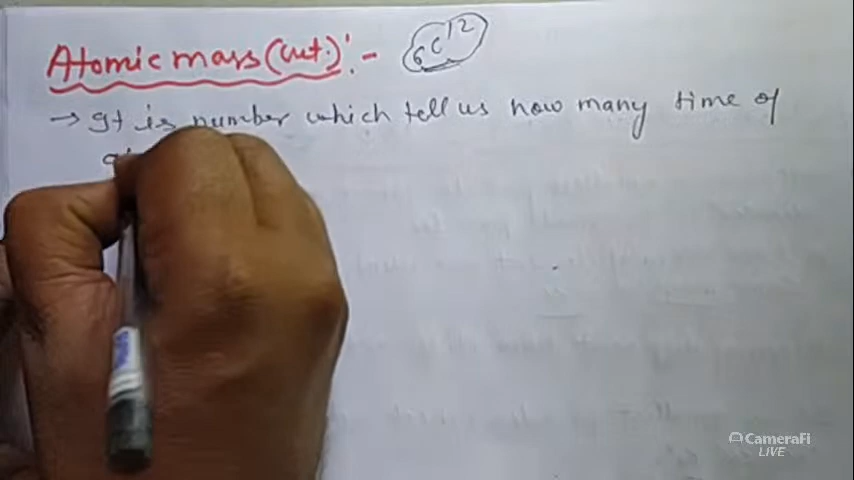 Atomic mass (wt.) :- ₆C¹²
→ It is number which tell us how many time of
CameraFi
LIVE